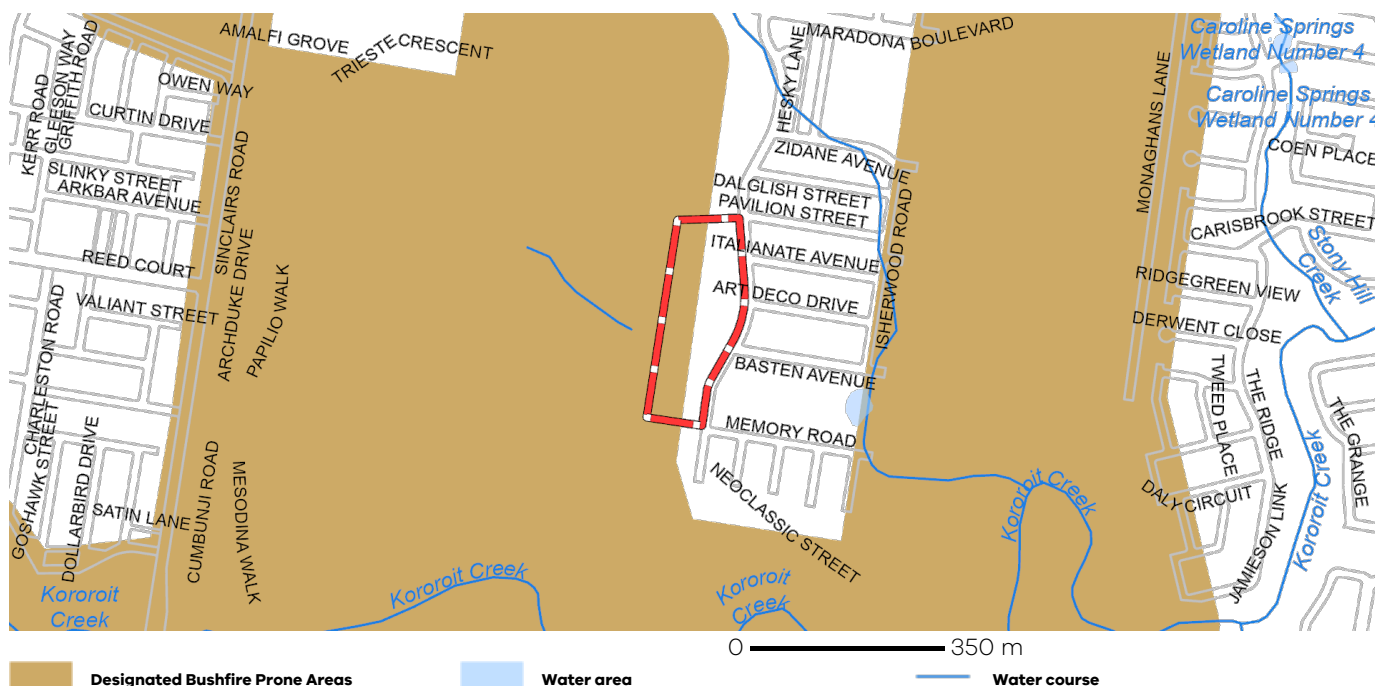 AMALFI GROVE
TRIESTE CRESCENT
MARADONA BOULEVARD
Caroline Springs
Wetland Number 4
GLEESON WAY
GRIFFITH ROAD
KERR ROAD
OWEN WAY
HESKY LANE
MONAGHANS LANE
Caroline Springs
Wetland Number 4
CURTIN DRIVE
ZIDANE AVENUE
COEN PLACE
SLINKY STREET
ARKBAR AVENUE
SINCLAIRS ROAD
DALGLISH STREET
PAVILION STREET
ISHERWOOD ROAD
CARISBROOK STREET
Stony Hill
Creek
REED COURT
ARCHDUKE DRIVE
PAPILIO WALK
ITALIANATE AVENUE
RIDGEGREEN VIEW
VALIANT STREET
ART DECO DRIVE
DERWENT CLOSE
CHARLESTON ROAD
BASTEN AVENUE
TWEED PLACE
THE RIDGE
THE GRANGE
GOSHAWK STREET
DOLLARBIRD DRIVE
MEMORY ROAD
SATIN LANE
CUMBUNJI ROAD
MESODINA WALK
NEOCLASSIC STREET
Kororoit Creek
DALY CIRCUIT
JAMIESON LINK
Kororoit Creek
Kororoit
Creek
Kororoit Creek
Kororoit
Creek
0 350 m
Designated Bushfire Prone Areas
Water area
Water course